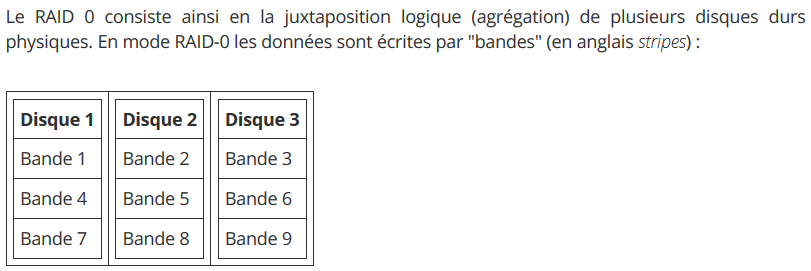 Le RAID 0 consiste ainsi en la juxtaposition logique (agrégation) de plusieurs disques durs
physiques. En mode RAID-0 les données sont écrites par "bandes" (en anglais stripes) :
Disque 1 Disque 2 Disque 3
Bande 1 Bande 2 Bande 3
Bande 4 Bande 5 Bande 6
Bande 7 Bande 8 Bande 9